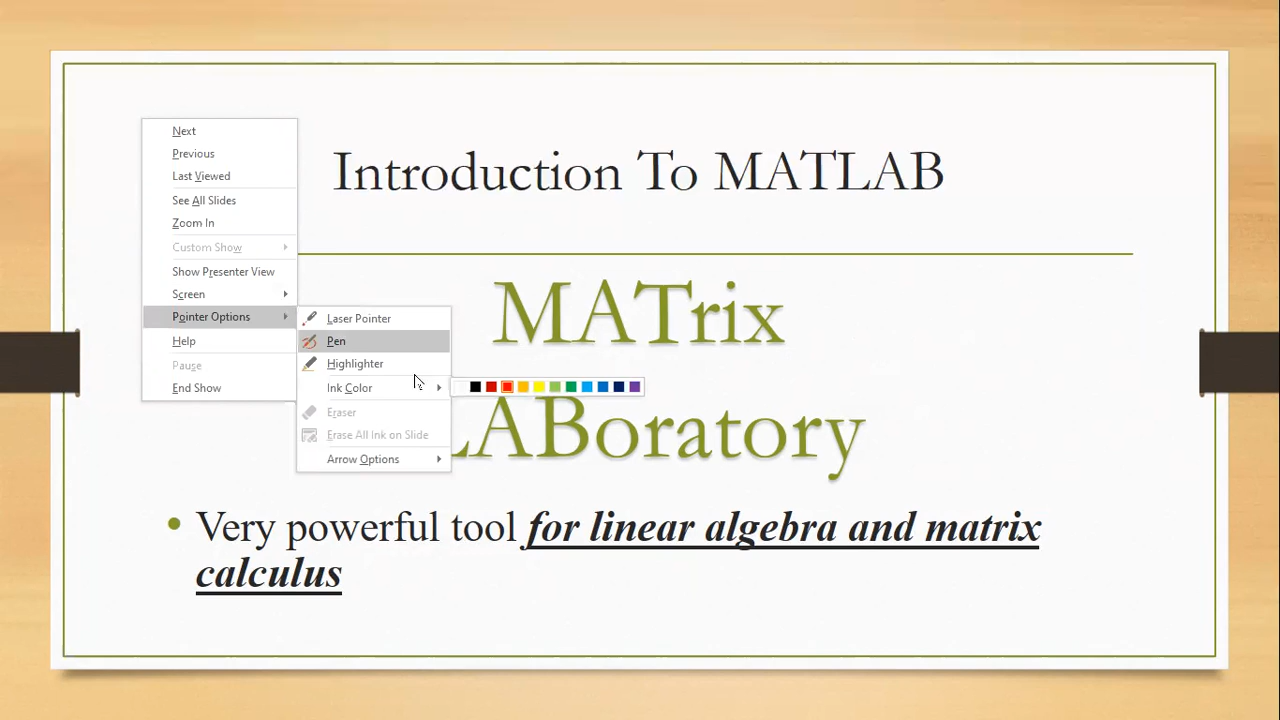 Introduction To MATLAB
MATrix
LABoratory
• Very powerful tool for linear algebra and matrix
calculus
Next
Previous
Last Viewed
See All Slides
Zoom In
Custom Show
Show Presenter View
Screen
Pointer Options
Help
Pause
End Show
Laser Pointer
Pen
Highlighter
Ink Color
Eraser
Erase All Ink on Slide
Arrow Options